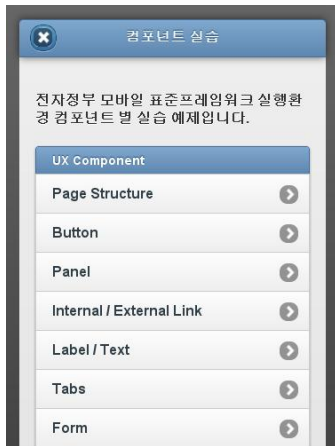 컴포넌트 실습
전자정부 모바일 표준프레임워크 실행환
경 컴포넌트 별 실습 예제입니다.
UX Component
Page Structure
Button
Panel
Internal / External Link
Label / Text
Tabs
Form